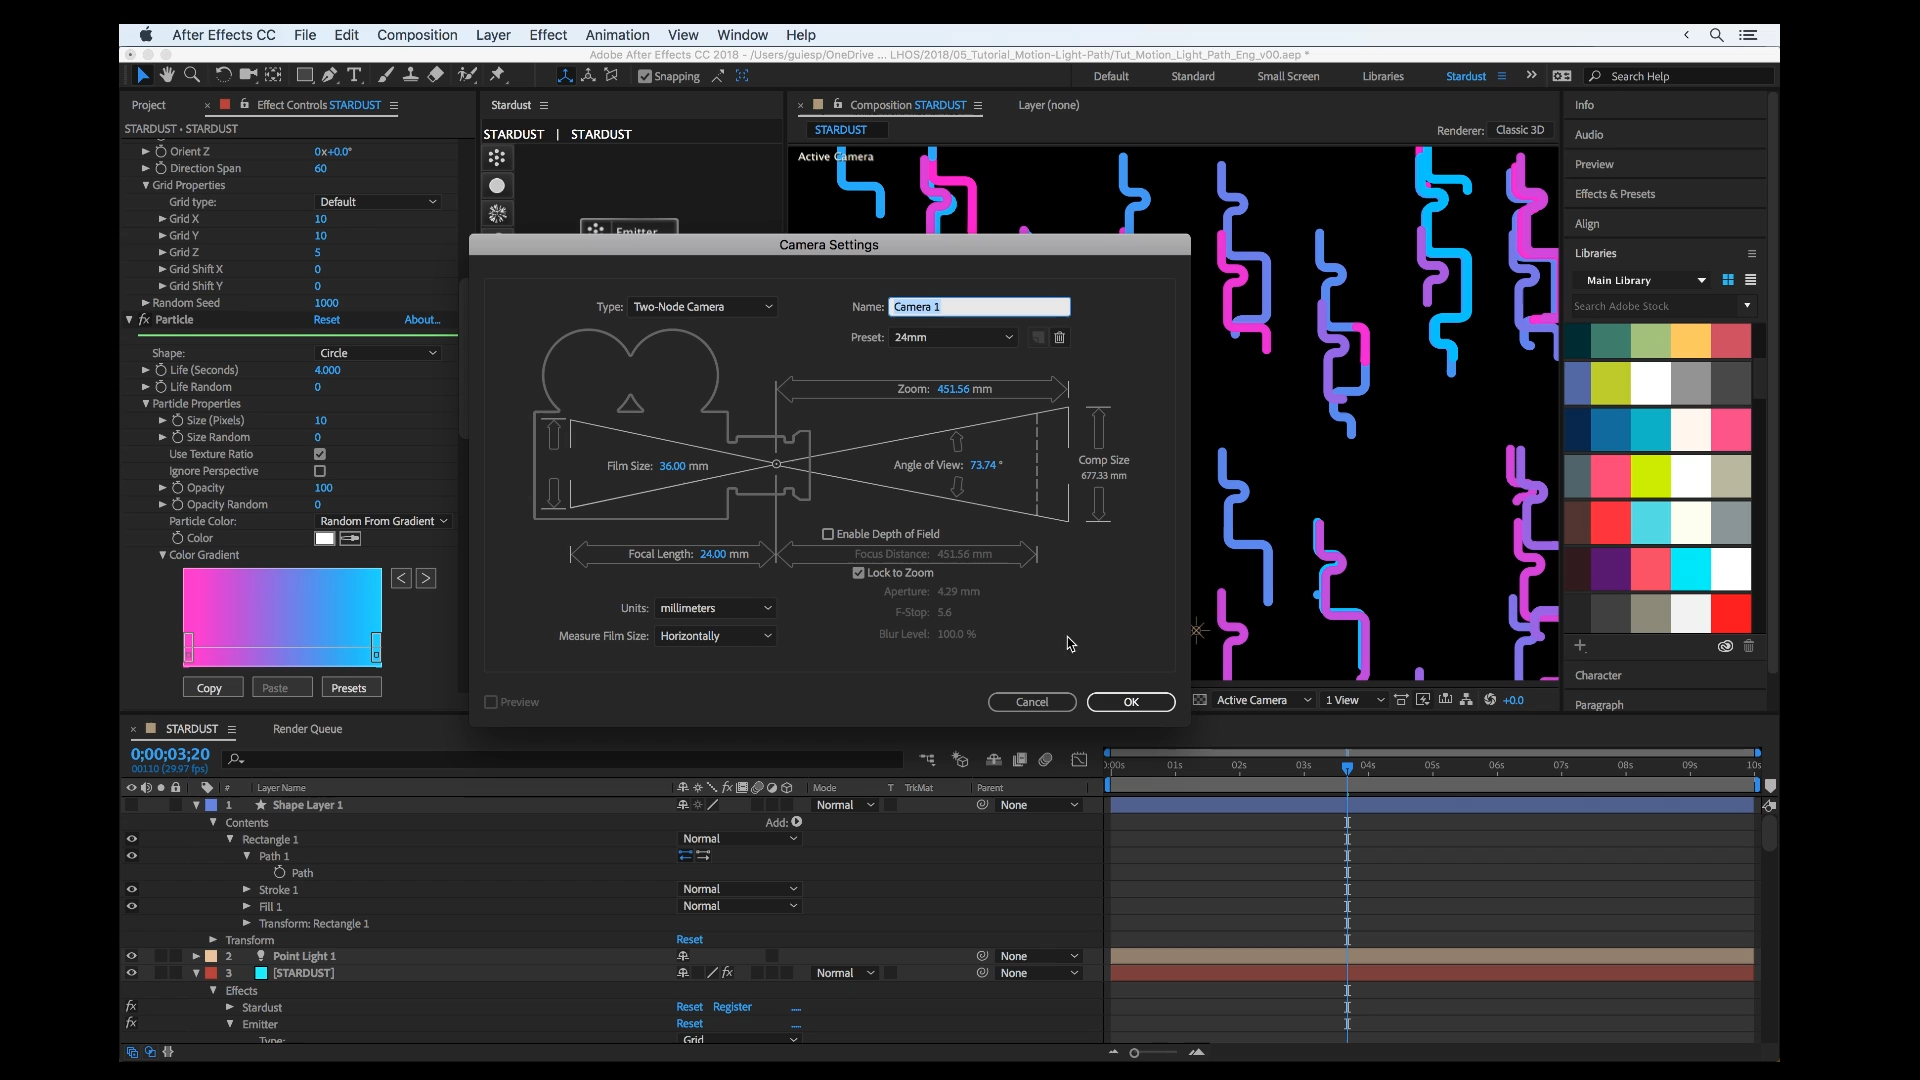 After Effects CC File Edit Composition Layer Effect Animation View Window Help
Adobe After Effects CC 2018 - /Users/guiesp/OneDrive ... LHOS/2018/05_Tutorial_Motion-Light-Path/Tut_Motion_Light_Path_Eng_v00.aep *
T Snapping Default Standard Small Screen Libraries Stardust Search Help
Project × Effect Controls STARDUST
STARDUST • STARDUST
Orient Z 0x+0.0°
Direction Span 60
Grid Properties
Grid type: Default
Grid X 10
Grid Y 10
Grid Z 5
Grid Shift X 0
Grid Shift Y 0
Random Seed 1000
fx Particle Reset About...
Shape: Circle
Life (Seconds) 4.000
Life Random 0
Particle Properties
Size (Pixels) 10
Size Random 0
Use Texture Ratio
Ignore Perspective
Opacity 100
Opacity Random 0
Particle Color: Random From Gradient
Color
Color Gradient
< >
Copy Paste Presets
Stardust
STARDUST | STARDUST
Emitter
× Composition STARDUST Layer (none)
STARDUST
Renderer: Classic 3D
Active Camera
Camera Settings
Type: Two-Node Camera
Name: Camera 1
Preset: 24mm
Zoom: 451.56 mm
Film Size: 36.00 mm
Angle of View: 73.74 °
Comp Size
677.33 mm
Enable Depth of Field
Focal Length: 24.00 mm
Focus Distance: 451.56 mm
Lock to Zoom
Aperture: 4.29 mm
F-Stop: 5.6
Blur Level: 100.0 %
Units: millimeters
Measure Film Size: Horizontally
Preview
Cancel OK
Active Camera 1 View +0.0
Info
Audio
Preview
Effects & Presets
Align
Libraries
Main Library
Search Adobe Stock
Character
Paragraph
× STARDUST Render Queue
0;00;03;20
00110 (29.97 fps)
:00s 01s 02s 03s 04s 05s 06s 07s 08s 09s 10s
# Layer Name fx Mode T TrkMat Parent
1 Shape Layer 1 Normal None
Contents Add:
Rectangle 1 Normal
Path 1
Path
Stroke 1 Normal
Fill 1 Normal
Transform: Rectangle 1
Transform Reset
2 Point Light 1 None
3 [STARDUST] fx Normal None
Effects
fx Stardust Reset Register ....
fx Emitter Reset ....
Type: Grid